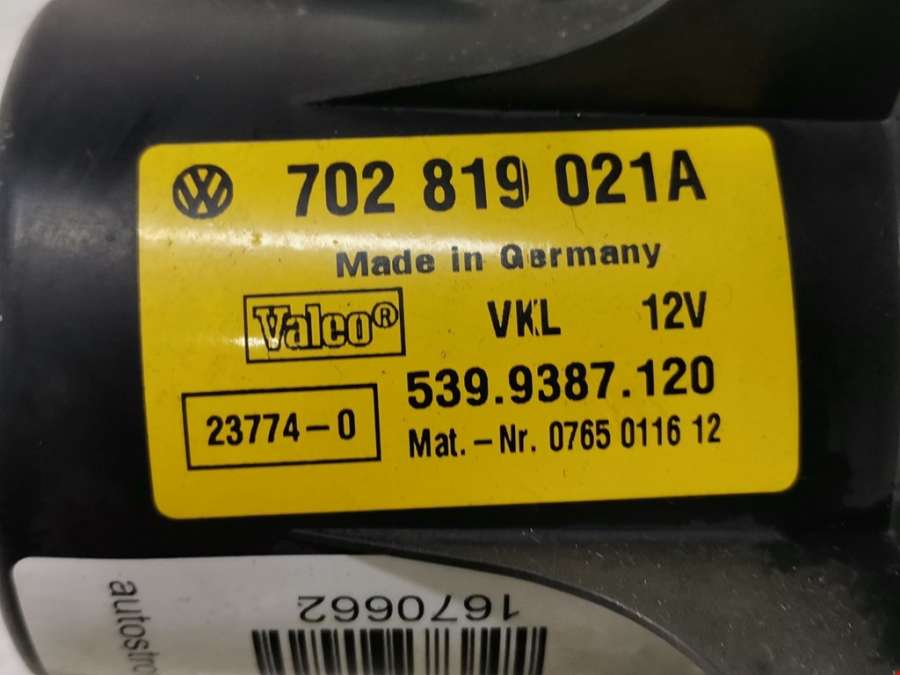 702 819 021A
Made in Germany
Valeo® VKL 12V
539.9387.120
23774-0
Mat.-Nr. 0765 0116 12
1670662